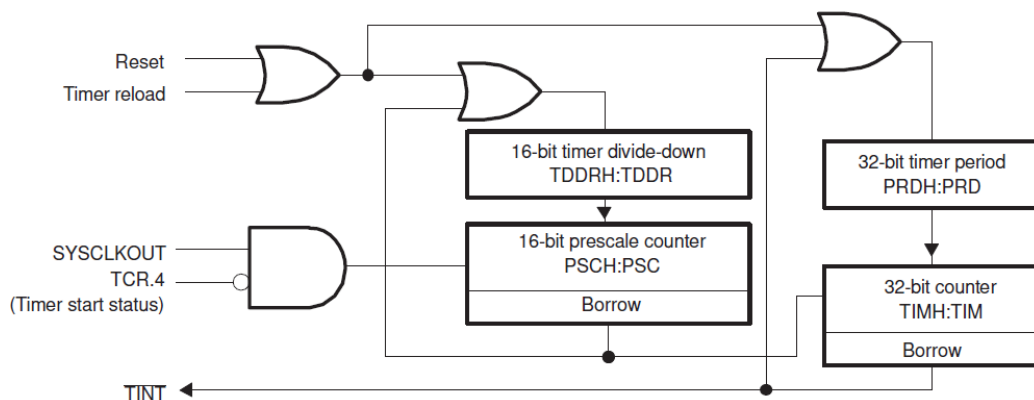 Reset
Timer reload
16-bit timer divide-down
TDDRH:TDDR
32-bit timer period
PRDH:PRD
SYSCLKOUT
TCR.4
(Timer start status)
16-bit prescale counter
PSCH:PSC
Borrow
32-bit counter
TIMH:TIM
Borrow
TINT